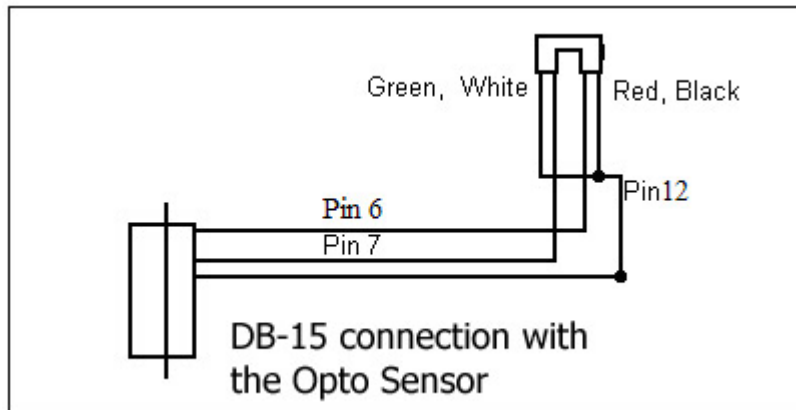 Green, White
Red, Black
Pin12
Pin 6
Pin 7
DB-15 connection with
the Opto Sensor